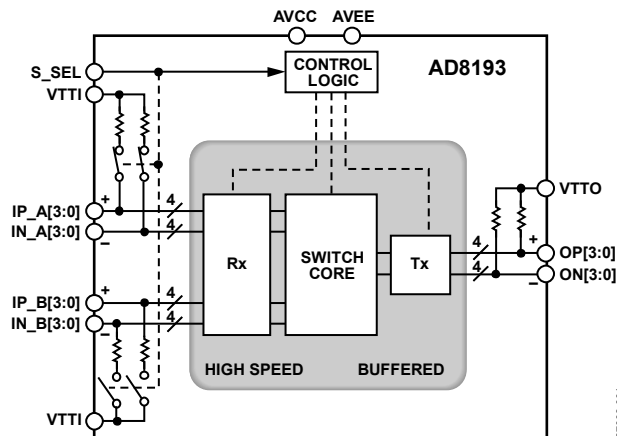 AVCC AVEE
S_SEL
CONTROL
LOGIC
AD8193
VTTI
VTTO
+
IP_A[3:0]
4
IN_A[3:0]
4
–
Rx
SWITCH
CORE
Tx
4
+
OP[3:0]
4
ON[3:0]
–
+
IP_B[3:0]
4
IN_B[3:0]
4
–
HIGH SPEED
BUFFERED
VTTI